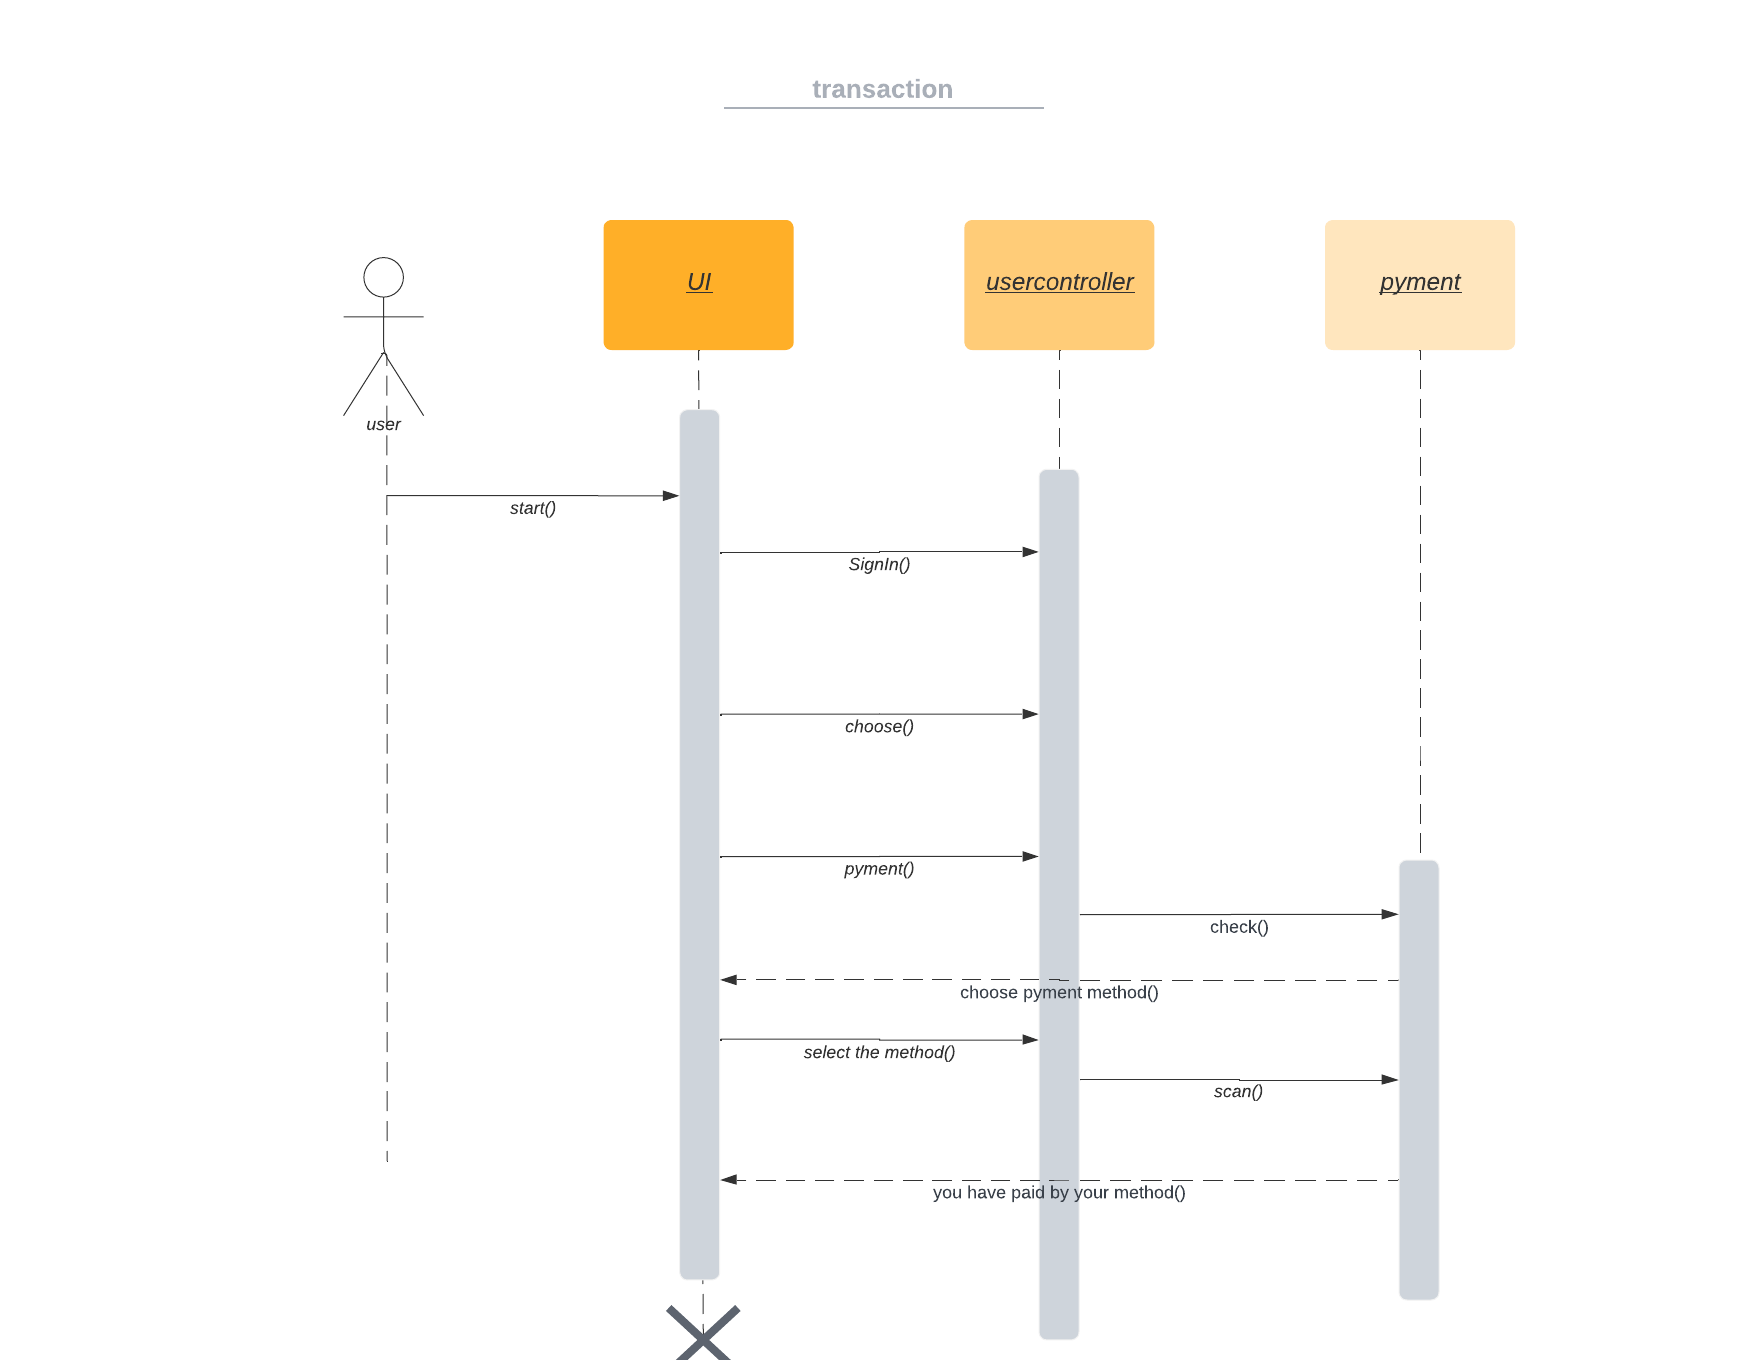 transaction
UI
usercontroller
pyment
user
start()
SignIn()
choose()
pyment()
check()
choose pyment method()
select the method()
scan()
you have paid by your method()